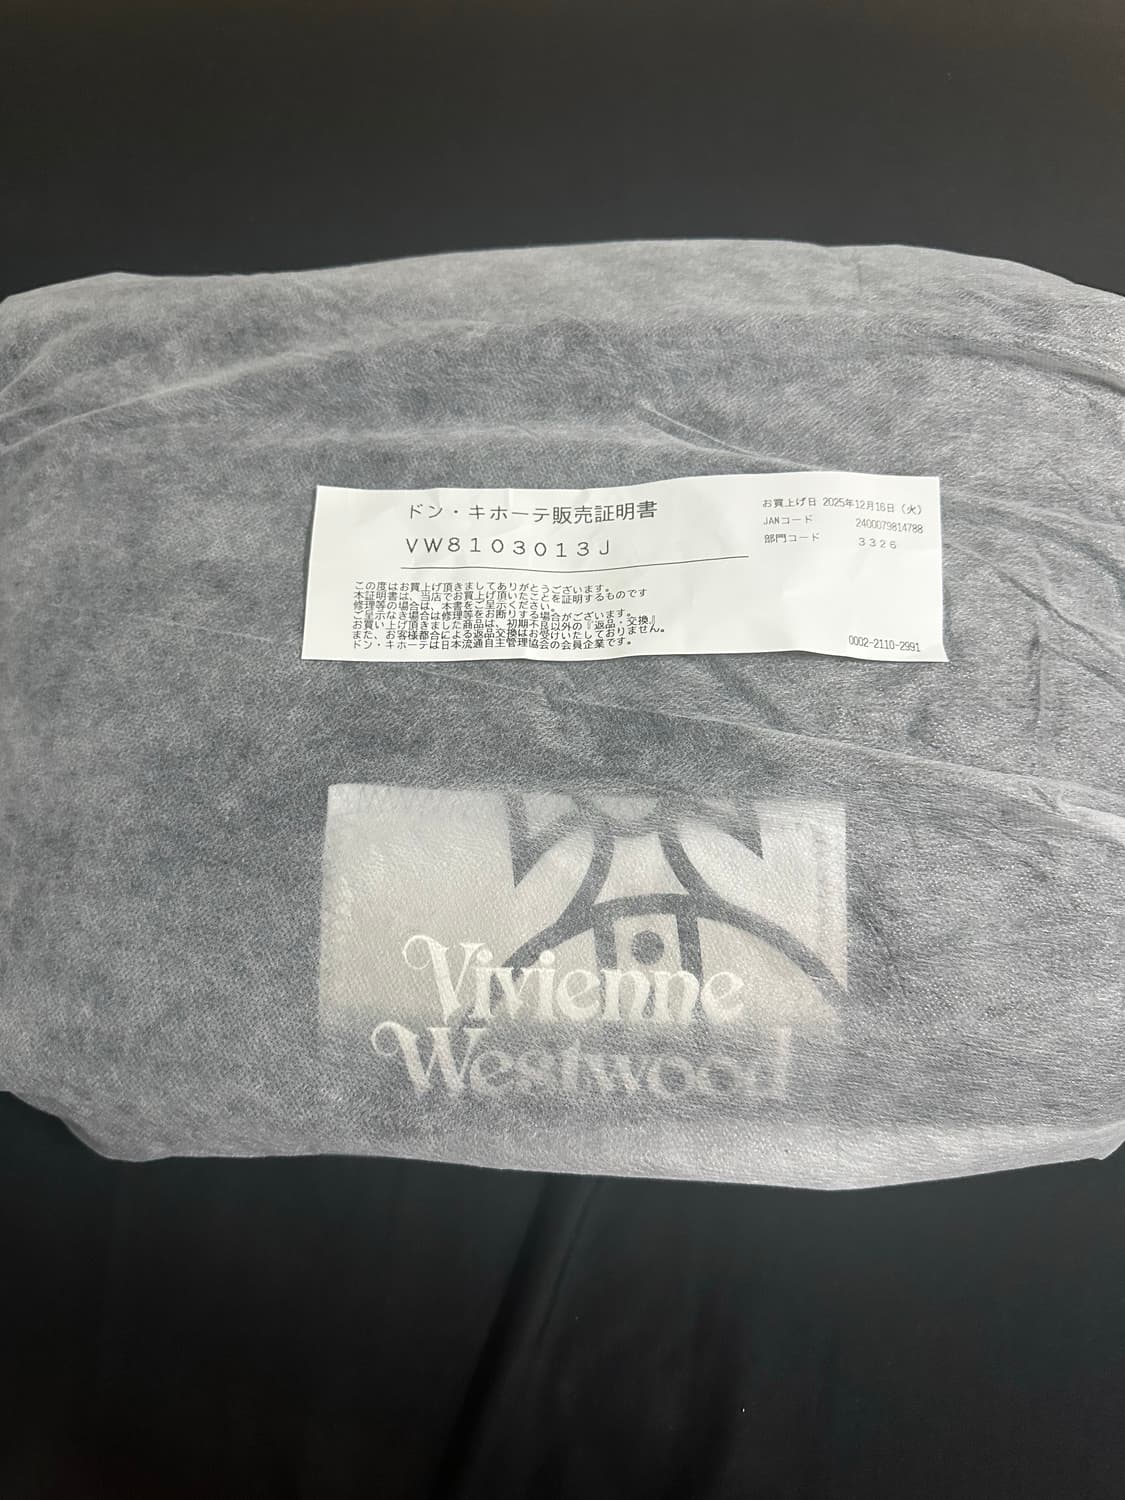 ドン・キホーテ販売証明書
VW8103013J
お買上げ日 2025年12月16日（火）
JANコード 2400079814788
部門コード 3326
この度はお買上げ頂きましてありがとうございます。
本証明書は、当店でお買上げ頂いたことを証明するものです
修理等の場合は、本書をご呈示ください。
ご呈示なき場合は修理等をお断りする場合がございます。
お買い上げ頂きました商品は、初期不良以外の『返品・交換』
また、お客様都合による返品交換はお受けいたしておりません。
ドン・キホーテは日本流通自主管理協会の会員企業です。
0002-2110-2991
Vivienne
Westwood